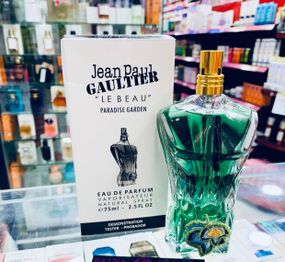 Jean Paul
GAULTIER
"LE BEAU"
PARADISE GARDEN
EAU DE PARFUM
VAPORISATEUR
NATURAL SPRAY
℮75ml - 2.5FL.OZ
DEMONSTRATION
TESTER - PROBADOR